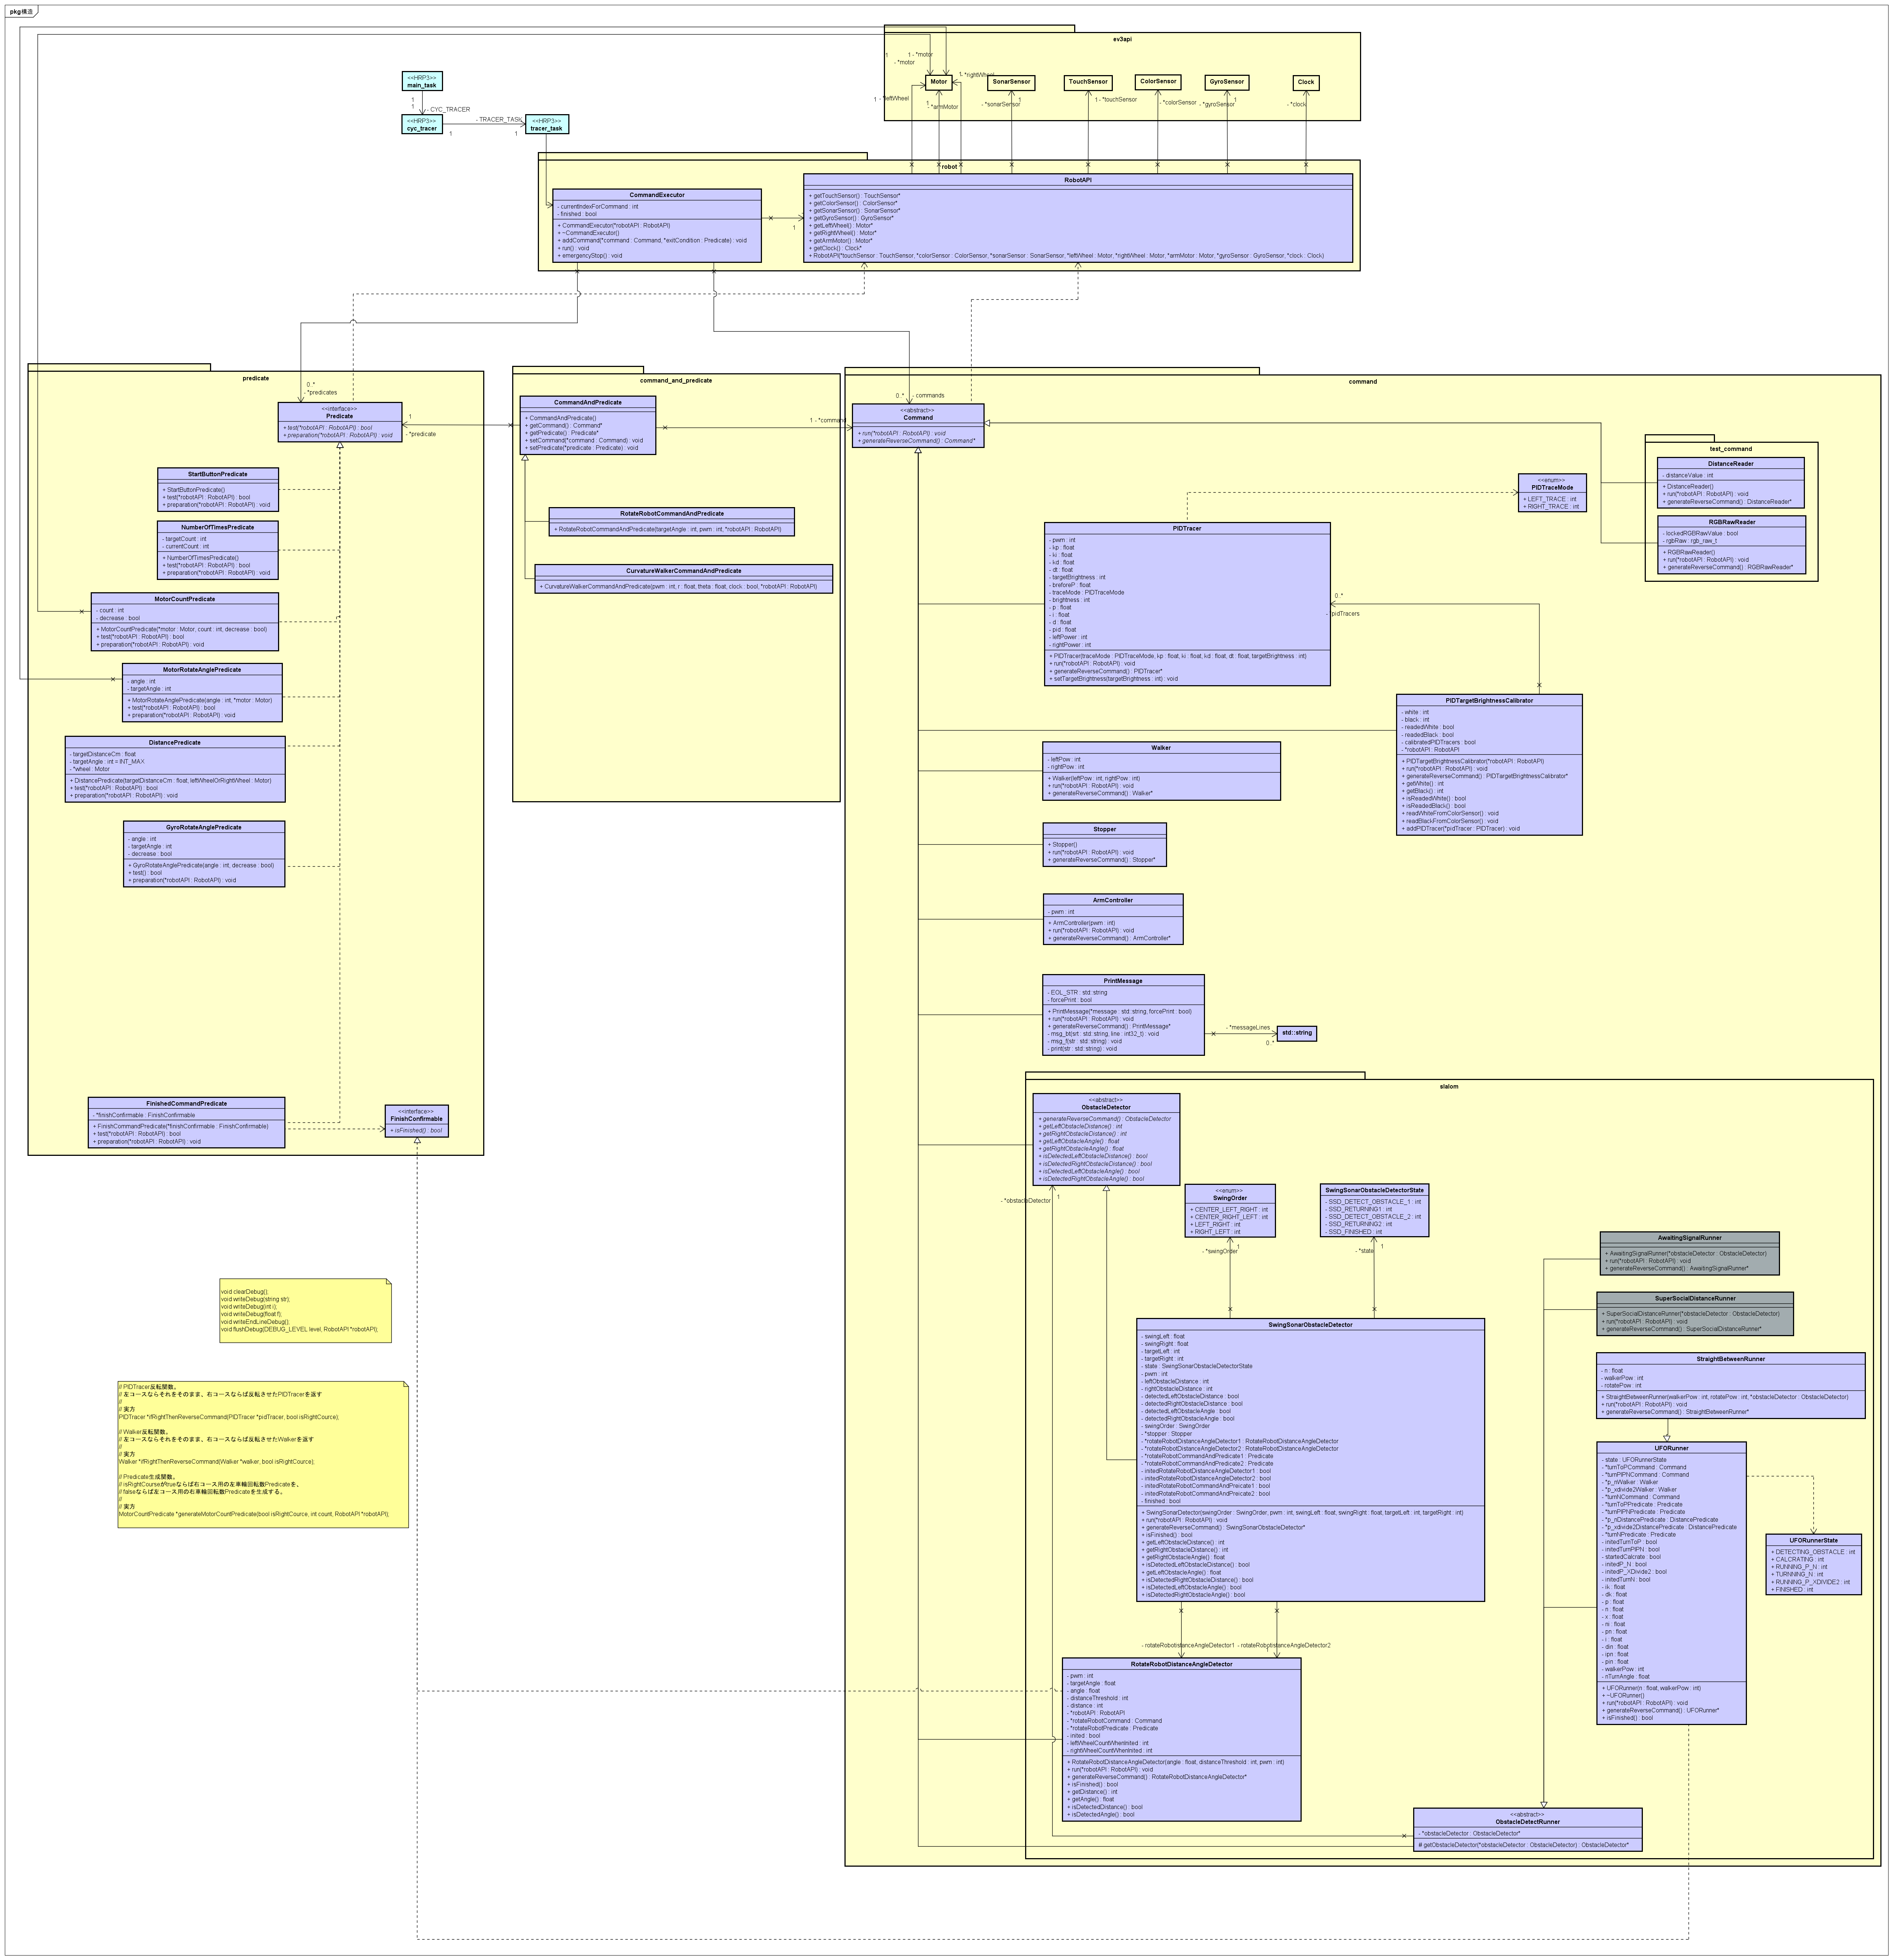 pkg 構造
ev3api
1
- *motor
1 - *motor
- *rightWheel
1 - *leftWheel
1
- *armMotor
Motor
SonarSensor
TouchSensor
ColorSensor
GyroSensor
Clock
1
- *sonarSensor
1 - *touchSensor
- *colorSensor
1
- *gyroSensor
- *clock
<<HRP3>>
main_task
1
1
- CYC_TRACER
<<HRP3>>
cyc_tracer
- TRACER_TASK
1
1
<<HRP3>>
tracer_task
robot
CommandExecutor
- currentIndexForCommand : int
- finished : bool
+ CommandExecutor(*robotAPI : RobotAPI)
+ ~CommandExecutor()
+ addCommand(*command : Command, *exitCondition : Predicate) : void
+ run() : void
+ emergencyStop() : void
1
RobotAPI
+ getTouchSensor() : TouchSensor*
+ getColorSensor() : ColorSensor*
+ getSonarSensor() : SonarSensor*
+ getGyroSensor() : GyroSensor*
+ getLeftWheel() : Motor*
+ getRightWheel() : Motor*
+ getArmMotor() : Motor*
+ getClock() : Clock*
+ RobotAPI(*touchSensor : TouchSensor, *colorSensor : ColorSensor, *sonarSensor : SonarSensor, *leftWheel : Motor, *rightWheel : Motor, *armMotor : Motor, *gyroSensor : GyroSensor, *clock : Clock)
predicate
0..*
- *predicates
<<interface>>
Predicate
+ test(*robotAPI : RobotAPI) : bool
+ preparation(*robotAPI : RobotAPI) : void
1
- *predicate
StartButtonPredicate
+ StartButtonPredicate()
+ test(*robotAPI : RobotAPI) : bool
+ preparation(*robotAPI : RobotAPI) : void
NumberOfTimesPredicate
- targetCount : int
- currentCount : int
+ NumberOfTimesPredicate()
+ test(*robotAPI : RobotAPI) : bool
+ preparation(*robotAPI : RobotAPI) : void
MotorCountPredicate
- count : int
- decrease : bool
+ MotorCountPredicate(*motor : Motor, count : int, decrease : bool)
+ test(*robotAPI : RobotAPI) : bool
+ preparation(*robotAPI : RobotAPI) : void
MotorRotateAnglePredicate
- angle : int
- targetAngle : int
+ MotorRotateAnglePredicate(angle : int, *motor : Motor)
+ test(*robotAPI : RobotAPI) : bool
+ preparation(*robotAPI : RobotAPI) : void
DistancePredicate
- targetDistanceCm : float
- targetAngle : int = INT_MAX
- *wheel : Motor
+ DistancePredicate(targetDistanceCm : float, leftWheelOrRightWheel : Motor)
+ test(*robotAPI : RobotAPI) : bool
+ preparation(*robotAPI : RobotAPI) : void
GyroRotateAnglePredicate
- angle : int
- targetAngle : int
- decrease : bool
+ GyroRotateAnglePredicate(angle : int, decrease : bool)
+ test() : bool
+ preparation(*robotAPI : RobotAPI) : void
FinishedCommandPredicate
- *finishConfirmable : FinishConfirmable
+ FinishCommandPredicate(*finishConfirmable : FinishConfirmable)
+ test(*robotAPI : RobotAPI) : bool
+ preparation(*robotAPI : RobotAPI) : void
<<interface>>
FinishConfirmable
+ isFinished() : bool
command_and_predicate
CommandAndPredicate
+ CommandAndPredicate()
+ getCommand() : Command*
+ getPredicate() : Predicate*
+ setCommand(*command : Command) : void
+ setPredicate(*predicate : Predicate) : void
RotateRobotCommandAndPredicate
+ RotateRobotCommandAndPredicate(targetAngle : int, pwm : int, *robotAPI : RobotAPI)
CurvatureWalkerCommandAndPredicate
+ CurvatureWalkerCommandAndPredicate(pwm : int, r : float, theta : float, clock : bool, *robotAPI : RobotAPI)
command
0..*
- commands
1 - *command
<<abstract>>
Command
+ run(*robotAPI : RobotAPI) : void
+ generateReverseCommand() : Command*
test_command
DistanceReader
- distanceValue : int
+ DistanceReader()
+ run(*robotAPI : RobotAPI) : void
+ generateReverseCommand() : DistanceReader*
RGBRawReader
- lockedRGBRawValue : bool
- rgbRaw : rgb_raw_t
+ RGBRawReader()
+ run(*robotAPI : RobotAPI) : void
+ generateReverseCommand() : RGBRawReader*
<<enum>>
PIDTraceMode
+ LEFT_TRACE : int
+ RIGHT_TRACE : int
PIDTracer
- pwm : int
- kp : float
- ki : float
- kd : float
- dt : float
- targetBrightness : int
- breforeP : float
- traceMode : PIDTraceMode
- brightness : int
- p : float
- i : float
- d : float
- pid : float
- leftPower : int
- rightPower : int
+ PIDTracer(traceMode : PIDTraceMode, kp : float, ki : float, kd : float, dt : float, targetBrightness : int)
+ run(*robotAPI : RobotAPI) : void
+ generateReverseCommand() : PIDTracer*
+ setTargetBrightness(targetBrightness : int) : void
0..*
- pidTracers
PIDTargetBrightnessCalibrator
- white : int
- black : int
- readedWhite : bool
- readedBlack : bool
- calibratedPIDTracers : bool
- *robotAPI : RobotAPI
+ PIDTargetBrightnessCalibrator(*robotAPI : RobotAPI)
+ run(*robotAPI : RobotAPI) : void
+ generateReverseCommand() : PIDTargetBrightnessCalibrator*
+ getWhite() : int
+ getBlack() : int
+ isReadedWhite() : bool
+ isReadedBlack() : bool
+ readWhiteFromColorSensor() : void
+ readBlackFromColorSensor() : void
+ addPIDTracer(*pidTracer : PIDTracer) : void
Walker
- leftPow : int
- rightPow : int
+ Walker(leftPow : int, rightPow : int)
+ run(*robotAPI : RobotAPI) : void
+ generateReverseCommand() : Walker*
Stopper
+ Stopper()
+ run(*robotAPI : RobotAPI) : void
+ generateReverseCommand() : Stopper*
ArmController
- pwm : int
+ ArmController(pwm : int)
+ run(*robotAPI : RobotAPI) : void
+ generateReverseCommand() : ArmController*
PrintMessage
- EOL_STR : std::string
- forcePrint : bool
+ PrintMessage(*message : std::string, forcePrint : bool)
+ run(*robotAPI : RobotAPI) : void
+ generateReverseCommand() : PrintMessage*
- msg_bt(srt : std::string, line : int32_t) : void
- msg_f(str : std::string) : void
- print(str : std::string) : void
- *messageLines
0..*
std::string
slalom
<<abstract>>
ObstacleDetector
+ generateReverseCommand() : ObstacleDetector
+ getLeftObstacleDistance() : int
+ getRightObstacleDistance() : int
+ getLeftObstacleAngle() : float
+ getRightObstacleAngle() : float
+ isDetectedLeftObstacleDistance() : bool
+ isDetectedRightObstacleDistance() : bool
+ isDetectedLeftObstacleAngle() : bool
+ isDetectedRightObstacleAngle() : bool
- *obstacleDetector
1
<<enum>>
SwingOrder
+ CENTER_LEFT_RIGHT : int
+ CENTER_RIGHT_LEFT : int
+ LEFT_RIGHT : int
+ RIGHT_LEFT : int
1
- *swingOrder
SwingSonarObstacleDetectorState
- SSD_DETECT_OBSTACLE_1 : int
- SSD_RETURNING1 : int
- SSD_DETECT_OBSTACLE_2 : int
- SSD_RETURNING2 : int
- SSD_FINISHED : int
1
- *state
AwaitingSignalRunner
+ AwaitingSignalRunner(*obstacleDetector : ObstacleDetector)
+ run(*robotAPI : RobotAPI) : void
+ generateReverseCommand() : AwaitingSignalRunner*
SuperSocialDistanceRunner
+ SuperSocialDistanceRunner(*obstacleDetector : ObstacleDetector)
+ run(*robotAPI : RobotAPI) : void
+ generateReverseCommand() : SuperSocialDistanceRunner*
StraightBetweenRunner
- n : float
- walkerPow : int
- rotatePow : int
+ StraightBetweenRunner(walkerPow : int, rotatePow : int, *obstacleDetector : ObstacleDetector)
+ run(*robotAPI : RobotAPI) : void
+ generateReverseCommand() : StraightBetweenRunner*
SwingSonarObstacleDetector
- swingLeft : float
- swingRight : float
- targetLeft : int
- targetRight : int
- state : SwingSonarObstacleDetectorState
- pwm : int
- leftObstacleDistance : int
- rightObstacleDistance : int
- detectedLeftObstacleDistance : bool
- detectedRightObstacleDistance : bool
- detectedLeftObstacleAngle : bool
- detectedRightObstacleAngle : bool
- swingOrder : SwingOrder
- *stopper : Stopper
- *rotateRobotDistanceAngleDetector1 : RotateRobotDistanceAngleDetector
- *rotateRobotDistanceAngleDetector2 : RotateRobotDistanceAngleDetector
- *rotateRobotCommandAndPredicate1 : Predicate
- *rotateRobotCommandAndPredicate2 : Predicate
- initedRotateRobotDistanceAngleDetector1 : bool
- initedRotateRobotDistanceAngleDetector2 : bool
- initedRotateRobotCommandAndPreicate1 : bool
- initedRotateRobotCommandAndPreicate2 : bool
- finished : bool
+ SwingSonarDetector(swingOrder : SwingOrder, pwm : int, swingLeft : float, swingRight : float, targetLeft : int, targetRight : int)
+ run(*robotAPI : RobotAPI) : void
+ generateReverseCommand() : SwingSonarObstacleDetector*
+ isFinished() : bool
+ getLeftObstacleDistance() : int
+ getRightObstacleDistance() : int
+ getRightObstacleAngle() : float
+ isDetectedLeftObstacleDistance() : bool
+ getLeftObstacleAngle() : float
+ isDetectedRightObstacleDistance() : bool
+ isDetectedLeftObstacleAngle() : bool
+ isDetectedRightObstacleAngle() : bool
UFORunner
- state : UFORunnerState
- *turnToPCommand : Command
- *turnPIPNCommand : Command
- *p_nWalker : Walker
- *p_xdivide2Walker : Walker
- *turnNCommand : Command
- *turnToPPredicate : Predicate
- *turnPIPNPredicate : Predicate
- *p_nDistancePredicate : DistancePredicate
- *p_xdivide2DistancePredicate : DistancePredicate
- *turnNPredicate : Predicate
- initedTurnToP : bool
- initedTurnPIPN : bool
- startedCalcrate : bool
- initedP_N : bool
- initedP_XDivide2 : bool
- initedTurnN : bool
- ik : float
- dk : float
- p : float
- n : float
- x : float
- ni : float
- pn : float
- i : float
- din : float
- ipn : float
- pin : float
- walkerPow : int
- nTurnAngle : float
+ UFORunner(n : float, walkerPow : int)
+ ~UFORunner()
+ run(*robotAPI : RobotAPI) : void
+ generateReverseCommand() : UFORunner*
+ isFinished() : bool
UFORunnerState
+ DETECTING_OBSTACLE : int
+ CALCRATING : int
+ RUNNING_P_N : int
+ TURNNING_N : int
+ RUNNING_P_XDIVIDE2 : int
+ FINISHED : int
- rotateRobotistanceAngleDetector1
- rotateRobotistanceAngleDetector2
RotateRobotDistanceAngleDetector
- pwm : int
- targetAngle : float
- angle : float
- distanceThreshold : int
- distance : int
- *robotAPI : RobotAPI
- *rotateRobotCommand : Command
- *rotateRobotPredicate : Predicate
- inited : bool
- leftWheelCountWhenInited : int
- rightWheelCountWhenInited : int
+ RotateRobotDistanceAngleDetector(angle : float, distanceThreshold : int, pwm : int)
+ run(*robotAPI : RobotAPI) : void
+ generateReverseCommand() : RotateRobotDistanceAngleDetector*
+ isFinished() : bool
+ getDistance() : int
+ getAngle() : float
+ isDetectedDistance() : bool
+ isDetectedAngle() : bool
<<abstract>>
ObstacleDetectRunner
- *obstacleDetector : ObstacleDetector*
# getObstacleDetector(*obstacleDetector : ObstacleDetector) : ObstacleDetector*
void clearDebug();
void writeDebug(string str);
void writeDebug(int i);
void writeDebug(float f);
void writeEndLineDebug();
void flushDebug(DEBUG_LEVEL level, RobotAPI *robotAPI);
// PIDTracer反転関数。
// 左コースならそれをそのまま、右コースならば反転させたPIDTracerを返す
//
// 実方
PIDTracer *ifRightThenReverseCommand(PIDTracer *pidTracer, bool isRightCource);
// Walker反転関数。
// 左コースならそれをそのまま、右コースならば反転させたWalkerを返す
//
// 実方
Walker *ifRightThenReverseCommand(Walker *walker, bool isRightCource);
// Predicate生成関数。
// isRightCourseがtrueならば右コース用の左車輪回転数Predicateを、
// falseならば左コース用の右車輪回転数Predicateを生成する。
//
// 実方
MotorCountPredicate *generateMotorCountPredicate(bool isRightCource, int count, RobotAPI *robotAPI);